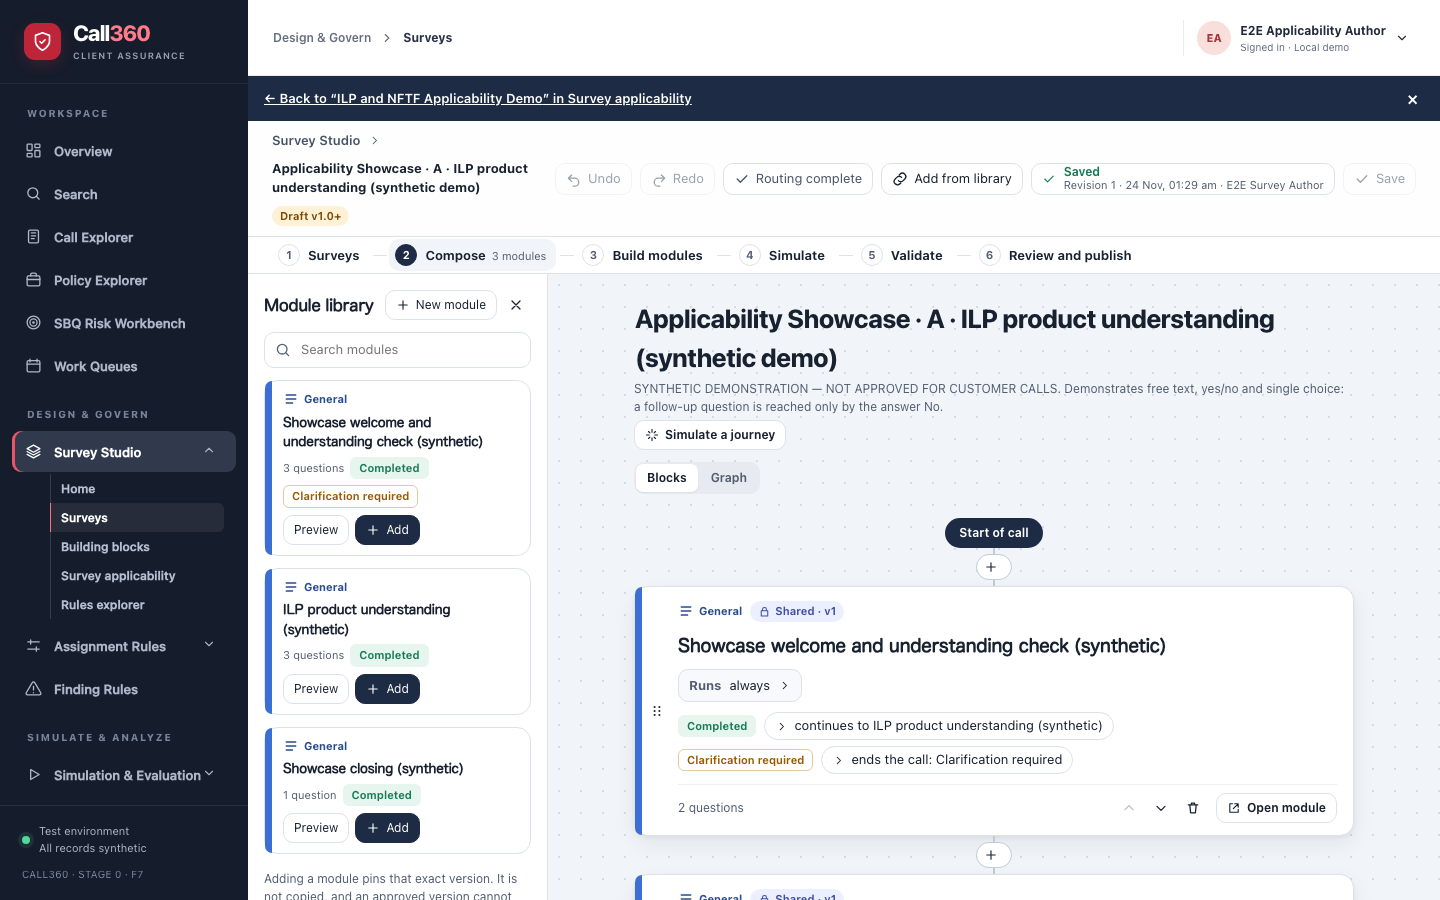 Call360
CLIENT ASSURANCE
WORKSPACE
Overview
Search
Call Explorer
Policy Explorer
SBQ Risk Workbench
Work Queues
DESIGN & GOVERN
Survey Studio
Home
Surveys
Building blocks
Survey applicability
Rules explorer
Assignment Rules
Finding Rules
SIMULATE & ANALYZE
Simulation & Evaluation
Test environment
All records synthetic
CALL360 · STAGE 0 · F7
Design & Govern
Surveys
EA
E2E Applicability Author
Signed in · Local demo
← Back to “ILP and NFTF Applicability Demo” in Survey applicability
Survey Studio
Applicability Showcase · A · ILP product
understanding (synthetic demo)
Draft v1.0+
Undo
Redo
Routing complete
Add from library
Saved
Revision 1 · 24 Nov, 01:29 am · E2E Survey Author
Save
1 Surveys
2 Compose 3 modules
3 Build modules
4 Simulate
5 Validate
6 Review and publish
Module library
New module
Search modules
General
Showcase welcome and
understanding check (synthetic)
3 questions Completed
Clarification required
Preview
Add
General
ILP product understanding
(synthetic)
3 questions Completed
Preview
Add
General
Showcase closing (synthetic)
1 question Completed
Preview
Add
Adding a module pins that exact version. It is
not copied, and an approved version cannot
Applicability Showcase · A · ILP product understanding
(synthetic demo)
SYNTHETIC DEMONSTRATION — NOT APPROVED FOR CUSTOMER CALLS. Demonstrates free text, yes/no and single choice:
a follow-up question is reached only by the answer No.
Simulate a journey
Blocks
Graph
Start of call
General
Shared · v1
Showcase welcome and understanding check (synthetic)
Runs always
Completed
continues to ILP product understanding (synthetic)
Clarification required
ends the call: Clarification required
2 questions
Open module
General
Shared · v1